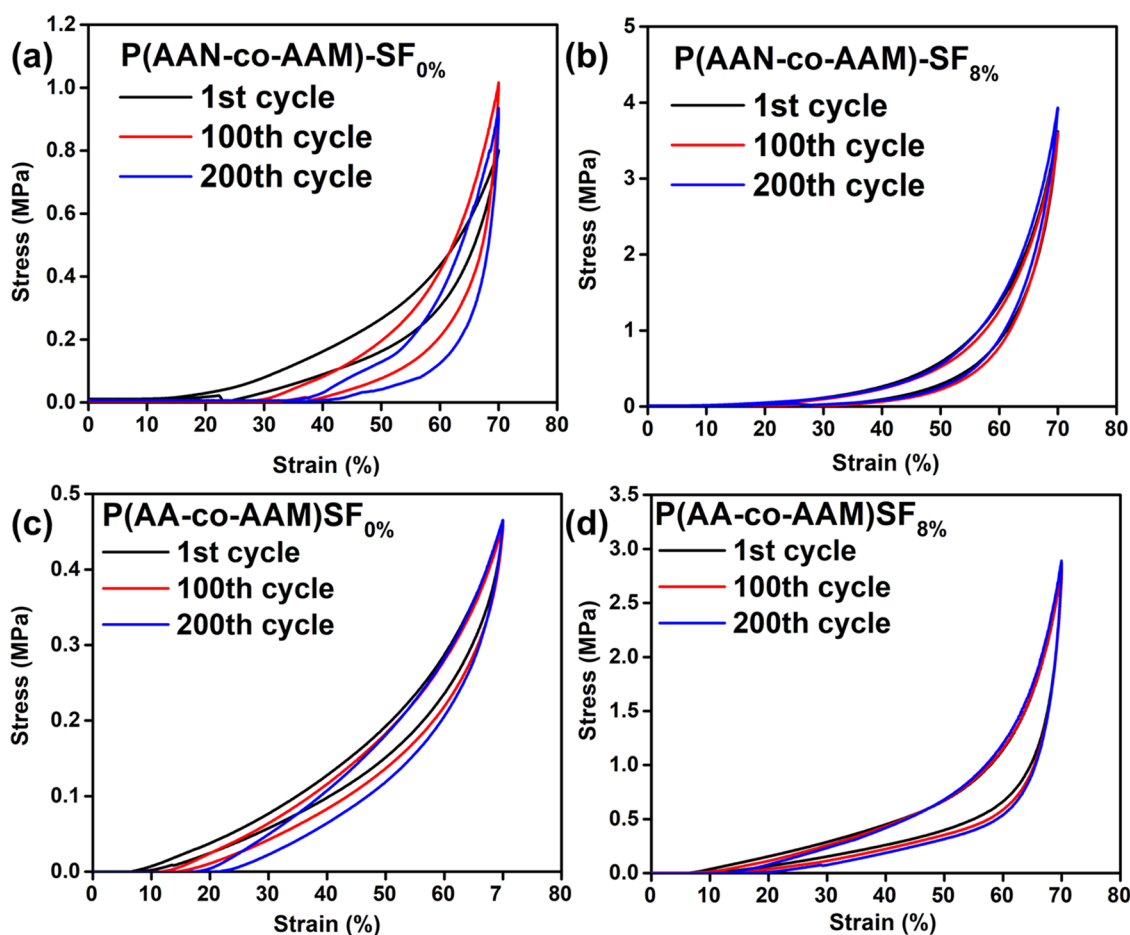 (a)
P(AAN-co-AAM)-SF0%
1st cycle
100th cycle
200th cycle
1.2
1.0
0.8
0.6
0.4
0.2
0.0
Stress (MPa)
0 10 20 30 40 50 60 70 80
Strain (%)
(b)
P(AAN-co-AAM)-SF8%
1st cycle
100th cycle
200th cycle
5
4
3
2
1
0
Stress (MPa)
0 10 20 30 40 50 60 70 80
Strain (%)
(c)
P(AA-co-AAM)SF0%
1st cycle
100th cycle
200th cycle
0.5
0.4
0.3
0.2
0.1
0.0
Stress (MPa)
0 10 20 30 40 50 60 70 80
Strain (%)
(d)
P(AA-co-AAM)SF8%
1st cycle
100th cycle
200th cycle
3.5
3.0
2.5
2.0
1.5
1.0
0.5
0.0
Stress (MPa)
0 10 20 30 40 50 60 70 80
Strain (%)